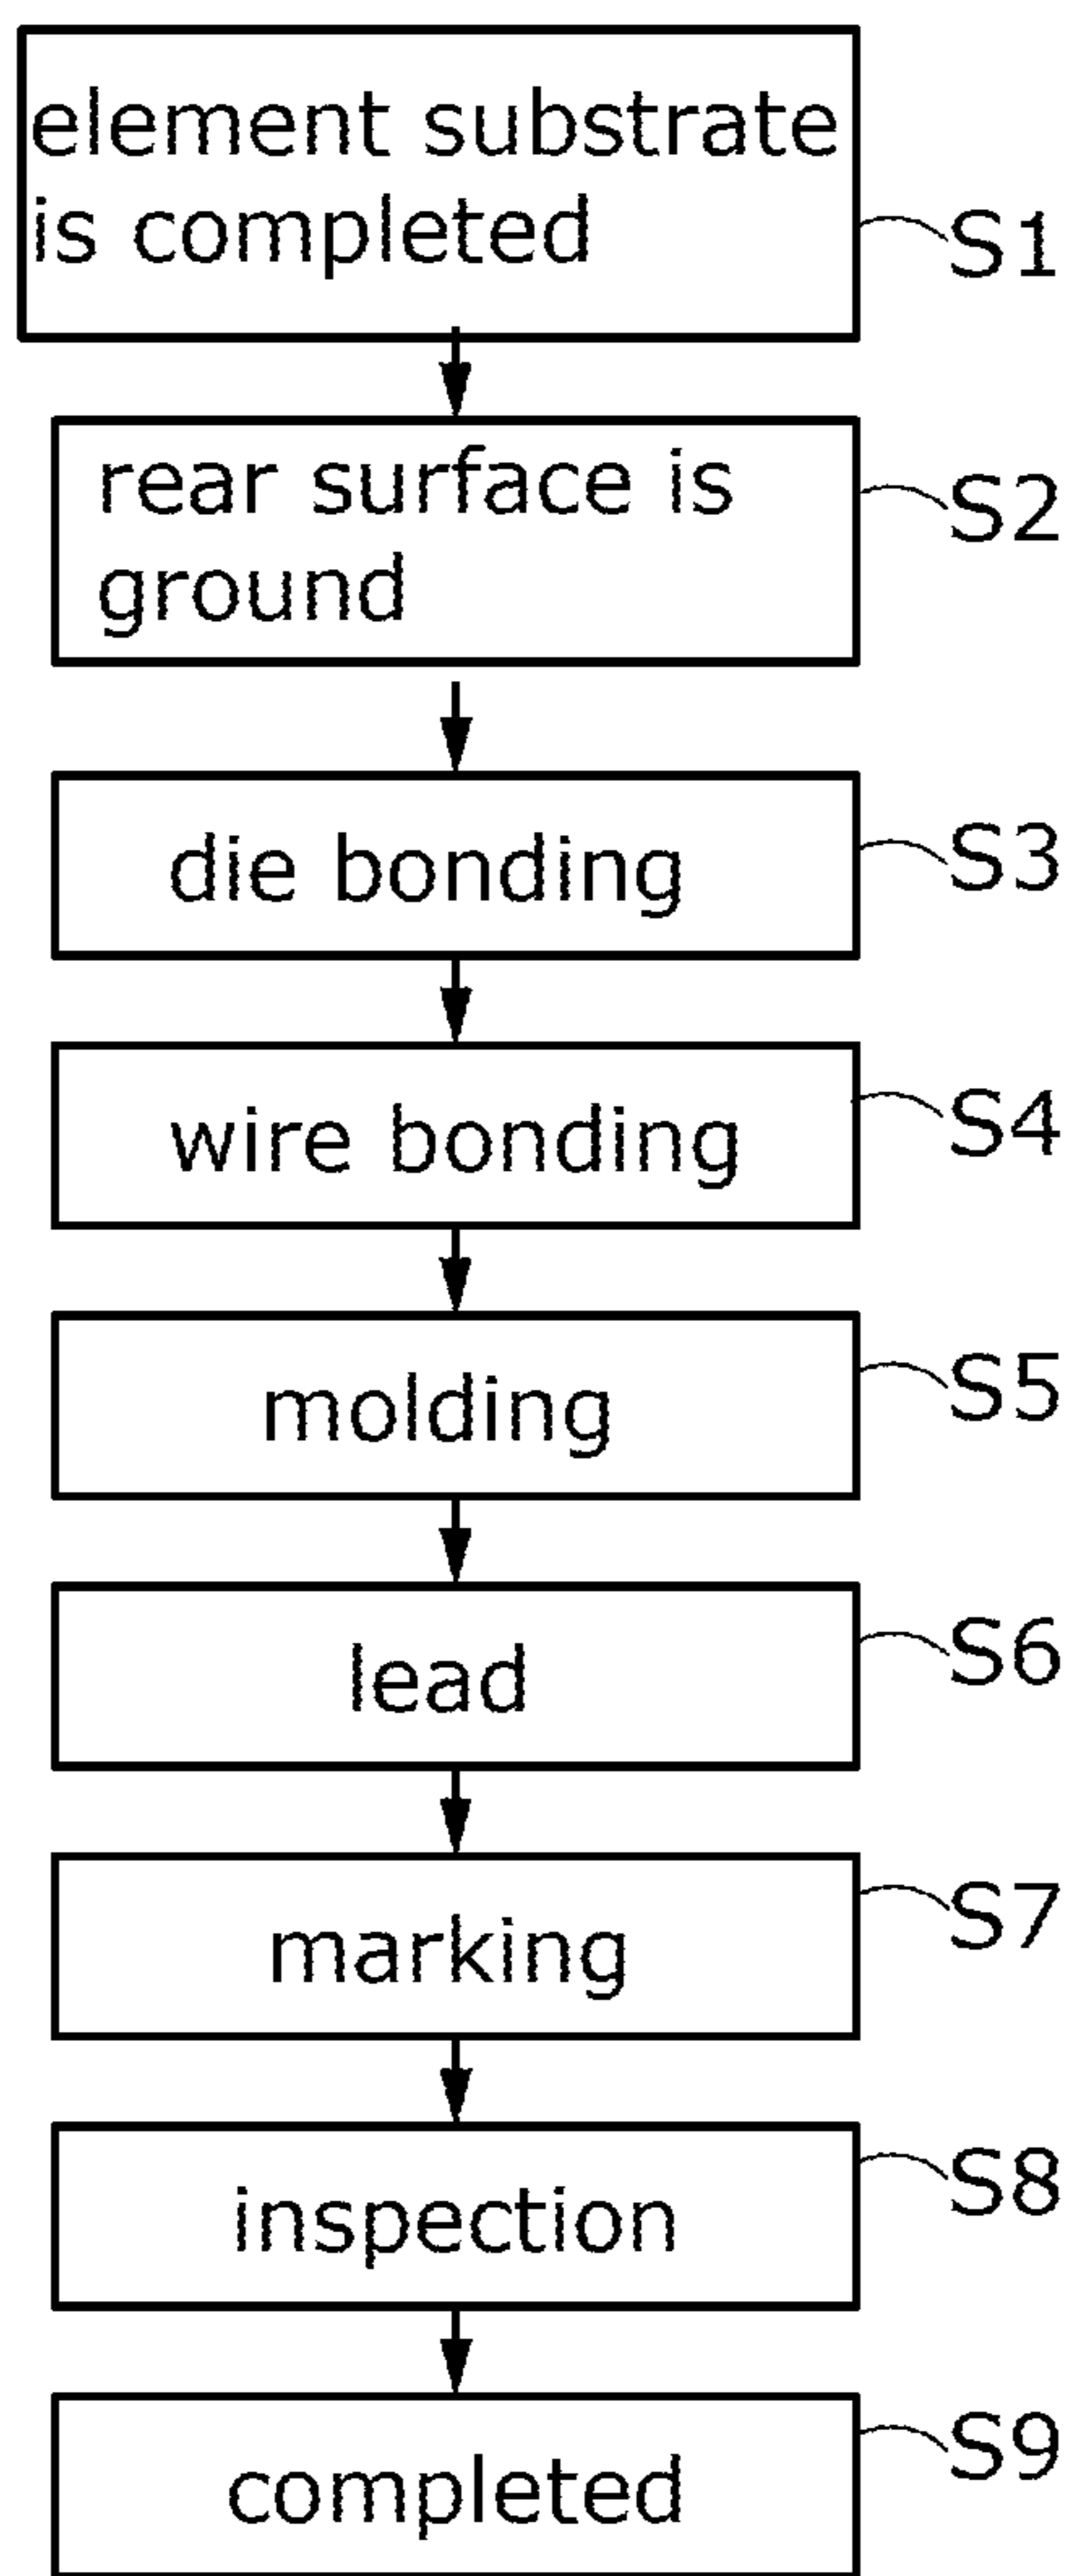 element substrate
is completed
S1
rear surface is
ground
S2
die bonding
S3
wire bonding
S4
molding
S5
lead
S6
marking
S7
inspection
S8
completed
S9